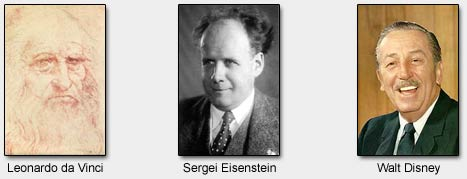 Leonardo da Vinci
Sergei Eisenstein
Walt Disney